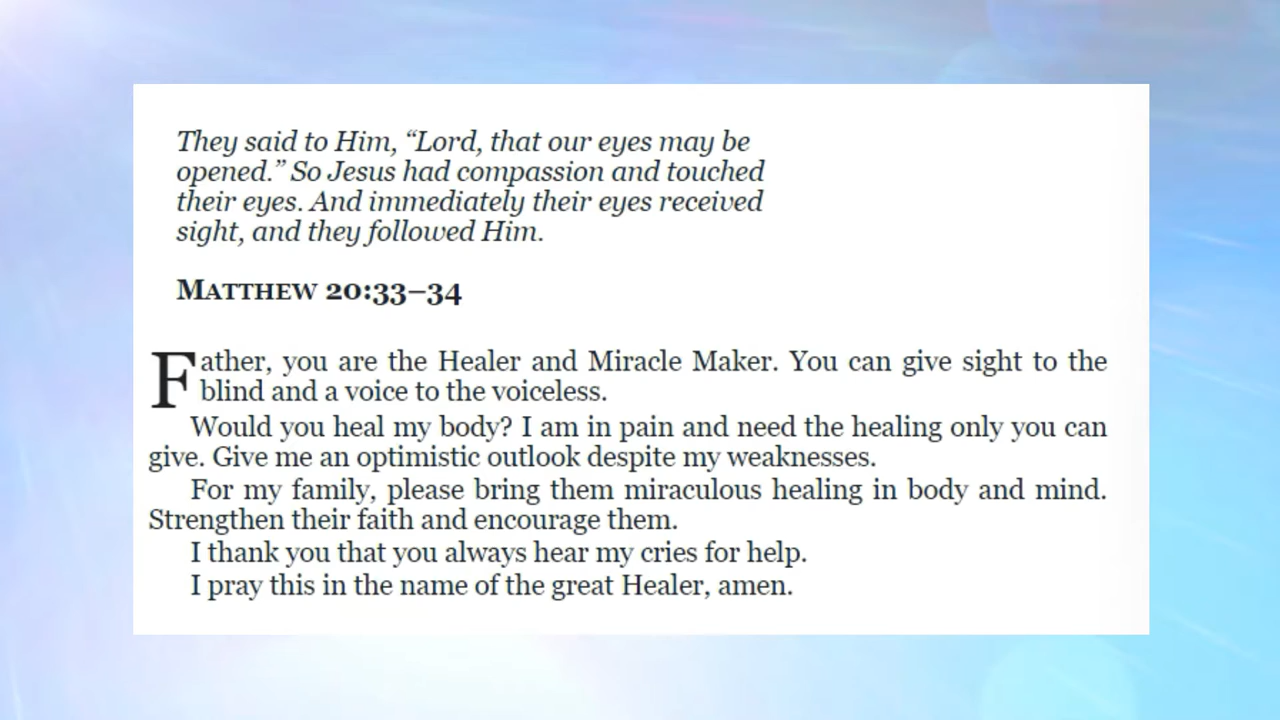 They said to Him, “Lord, that our eyes may be
opened.” So Jesus had compassion and touched
their eyes. And immediately their eyes received
sight, and they followed Him.
MATTHEW 20:33–34
Father, you are the Healer and Miracle Maker. You can give sight to the
blind and a voice to the voiceless.
Would you heal my body? I am in pain and need the healing only you can
give. Give me an optimistic outlook despite my weaknesses.
For my family, please bring them miraculous healing in body and mind.
Strengthen their faith and encourage them.
I thank you that you always hear my cries for help.
I pray this in the name of the great Healer, amen.